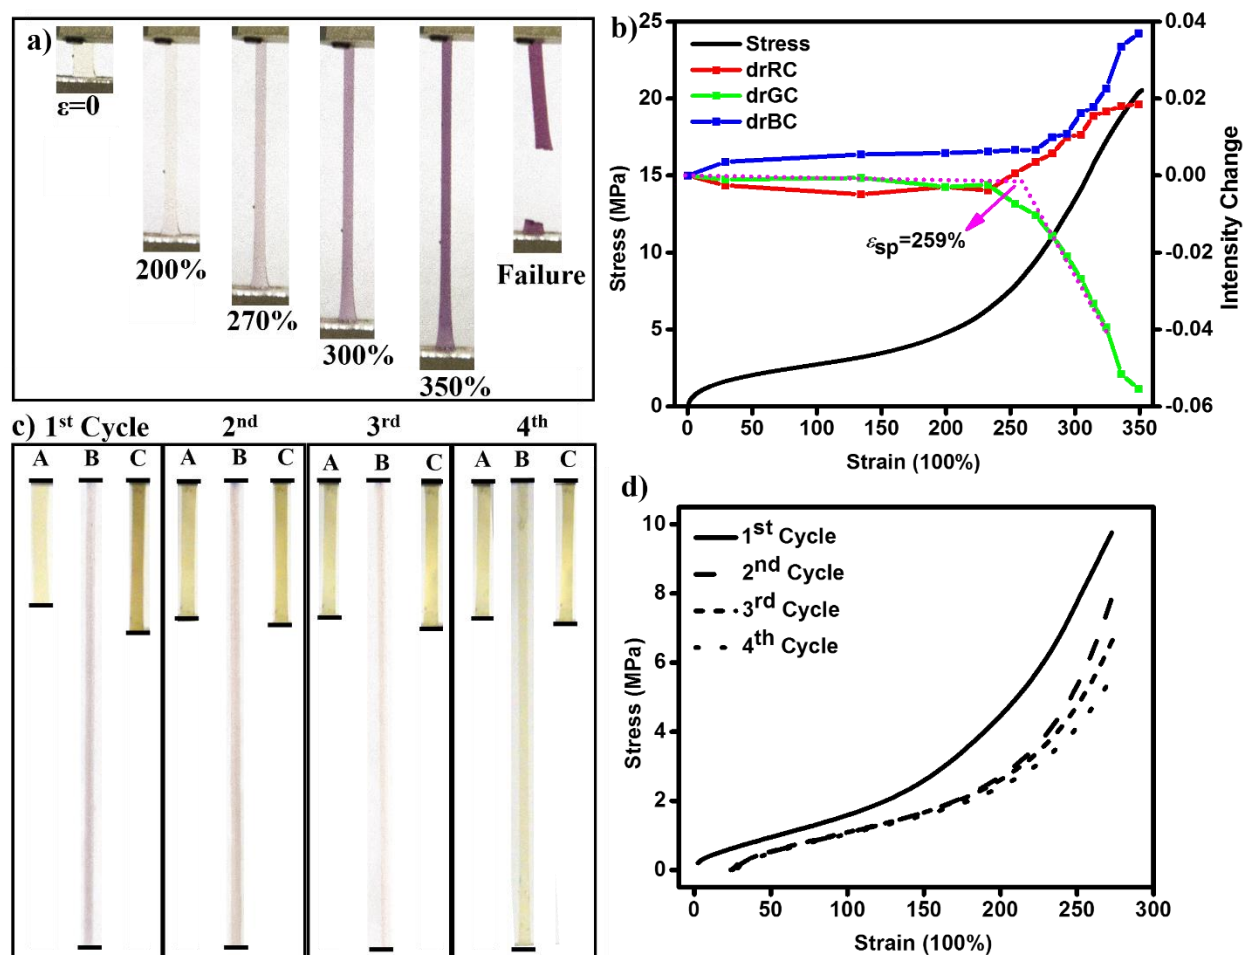 a)
ε=0
200%
270%
300%
350%
Failure
b)
Stress
drRC
drGC
drBC
εsp=259%
25
20
15
10
5
0
Stress (MPa)
0.04
0.02
0.00
-0.02
-0.04
-0.06
Intensity Change
0 50 100 150 200 250 300 350
Strain (100%)
c) 1st Cycle 2nd 3rd 4th
A B C A B C A B C A B C
d)
1st Cycle
2nd Cycle
3rd Cycle
4th Cycle
10
8
6
4
2
0
Stress (MPa)
0 50 100 150 200 250 300
Strain (100%)